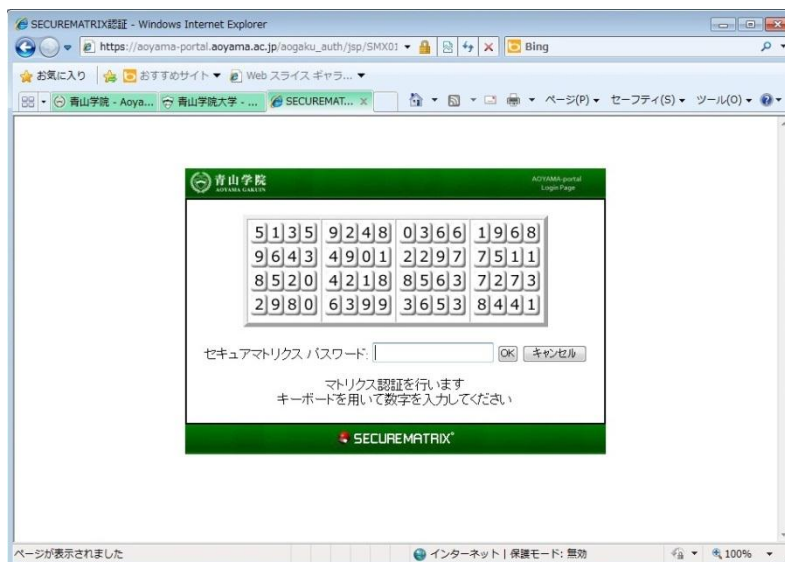 SECUREMATRIX認証 - Windows Internet Explorer
https://aoyama-portal.aoyama.ac.jp/aogaku_auth/jsp/SMX01
Bing
お気に入り
おすすめサイト
Web スライス ギャラ...
青山学院 - Aoya...
青山学院大学 - ...
SECUREMAT...
ページ(P)
セーフティ(S)
ツール(O)
青山学院
AOYAMA GAKUIN
AOYAMA-portal
Login Page
5135 9248 0366 1968
9643 4901 2297 7511
8520 4218 8563 7273
2980 6399 3653 8441
セキュアマトリクス パスワード:
OK
キャンセル
マトリクス認証を行います
キーボードを用いて数字を入力してください
SECUREMATRIX
ページが表示されました
インターネット | 保護モード: 無効
100%